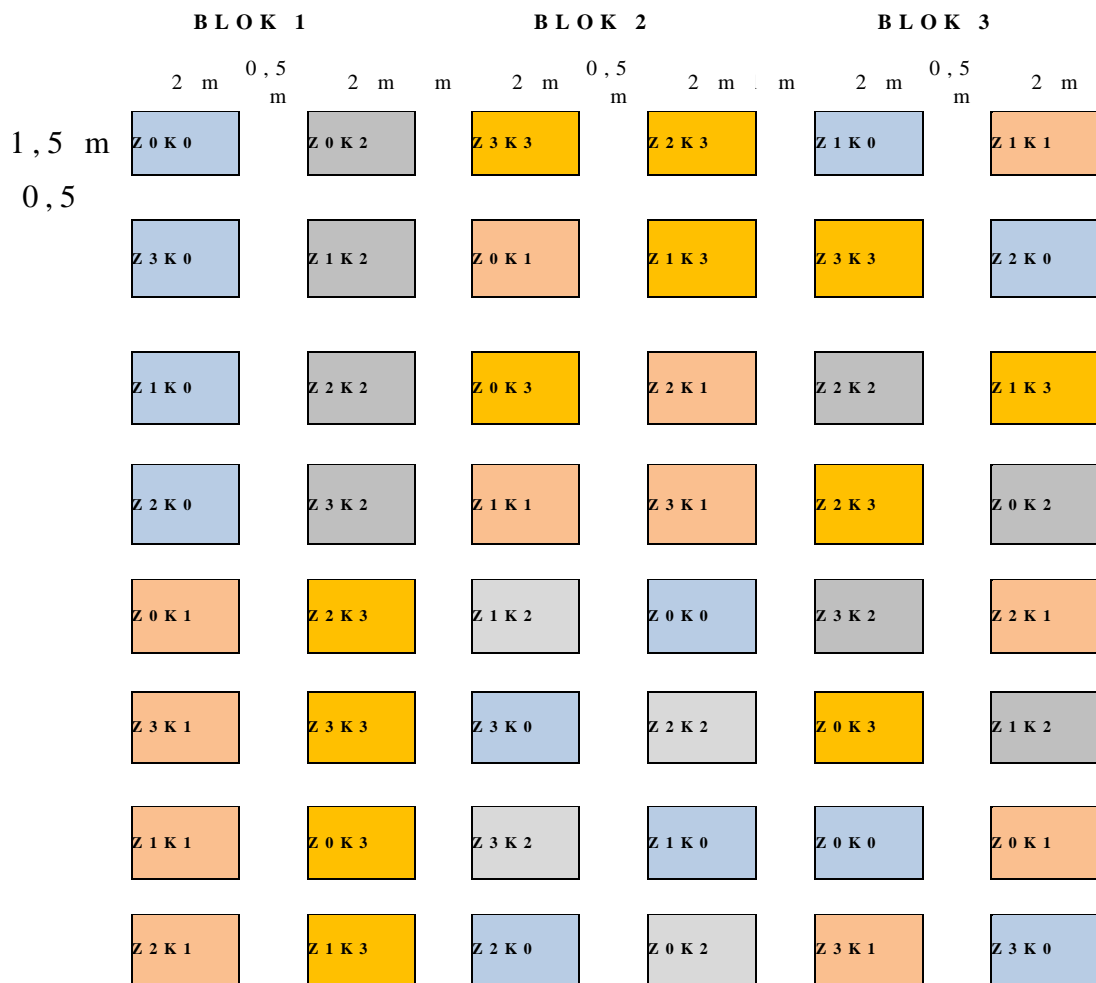 BLOK 1 BLOK 2 BLOK 3
0,5 0,5 0,5
2 m 2 m m 2 m 2 m m 2 m 2 m
m m m
1,5 m Z0K0 Z0K2 Z3K3 Z2K3 Z1K0 Z1K1
0,5
Z3K0 Z1K2 Z0K1 Z1K3 Z3K3 Z2K0
Z1K0 Z2K2 Z0K3 Z2K1 Z2K2 Z1K3
Z2K0 Z3K2 Z1K1 Z3K1 Z2K3 Z0K2
Z0K1 Z2K3 Z1K2 Z0K0 Z3K2 Z2K1
Z3K1 Z3K3 Z3K0 Z2K2 Z0K3 Z1K2
Z1K1 Z0K3 Z3K2 Z1K0 Z0K0 Z0K1
Z2K1 Z1K3 Z2K0 Z0K2 Z3K1 Z3K0